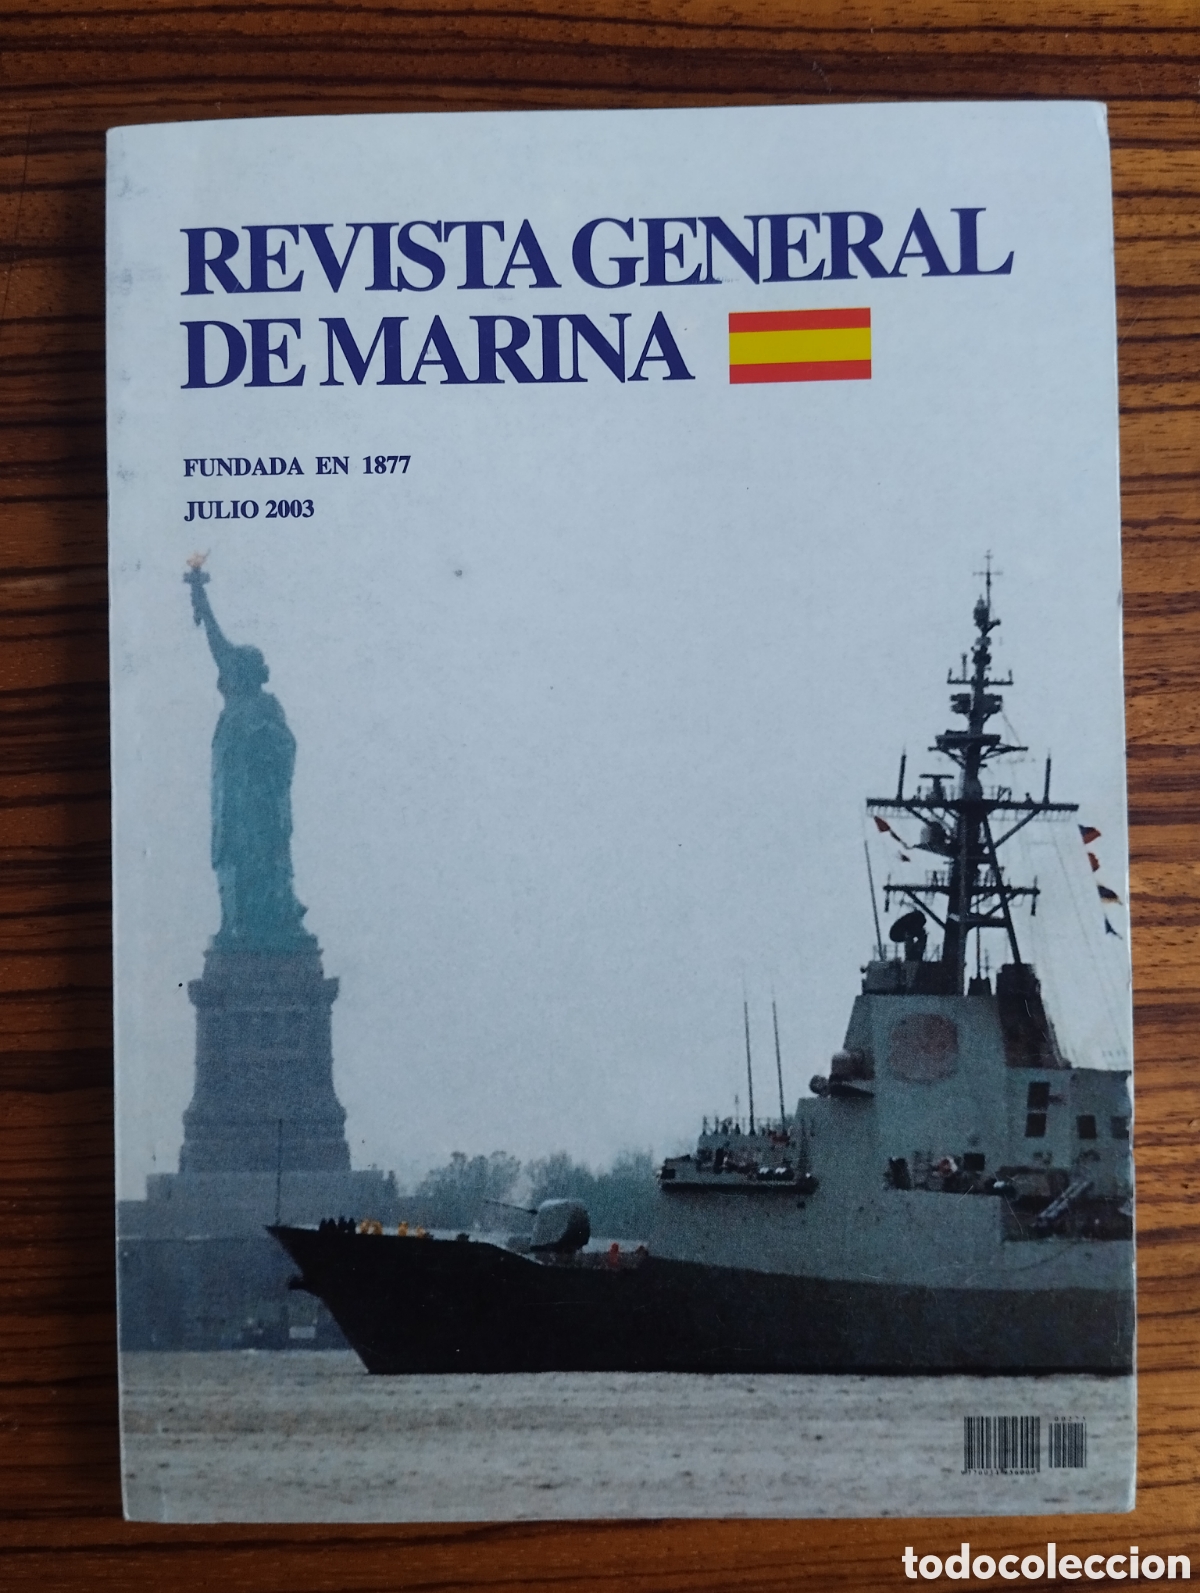 REVISTA GENERAL
DE MARINA
FUNDADA EN 1877
JULIO 2003
todocoleccion